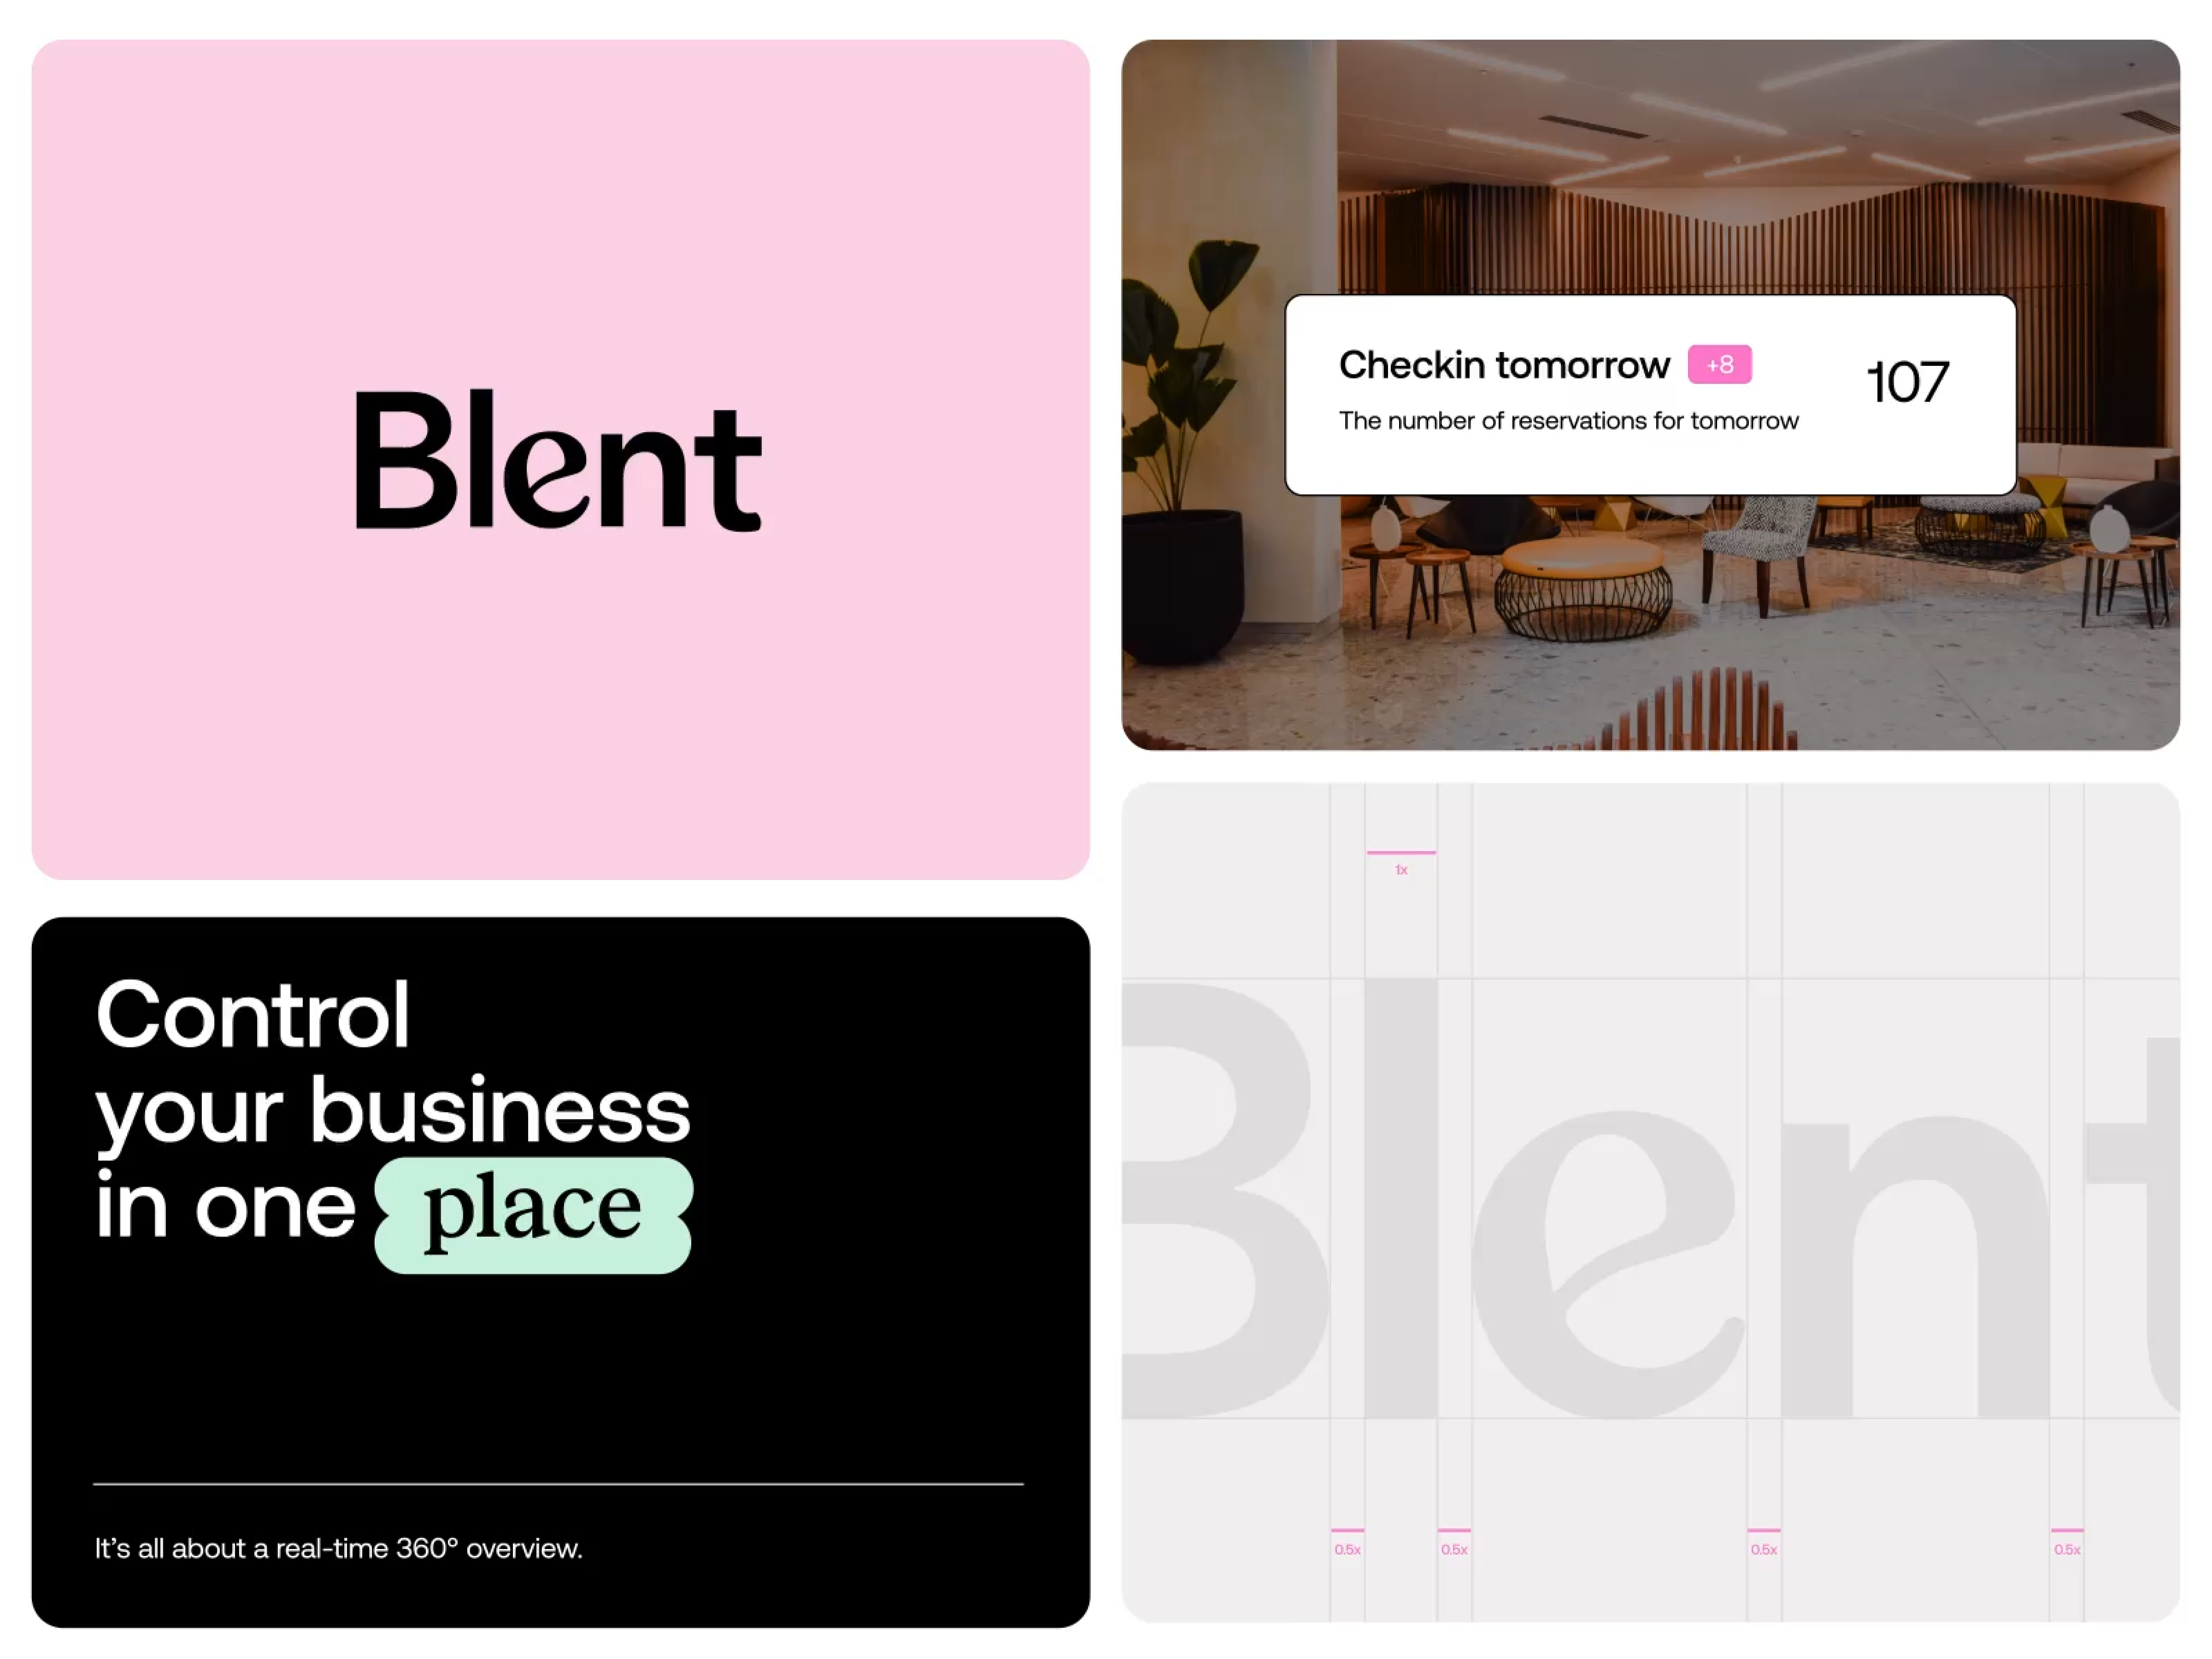 Blent
Checkin tomorrow +8
The number of reservations for tomorrow
107
Control
your business
in one place
It’s all about a real-time 360° overview.
1x
Blent
0.5x 0.5x 0.5x 0.5x